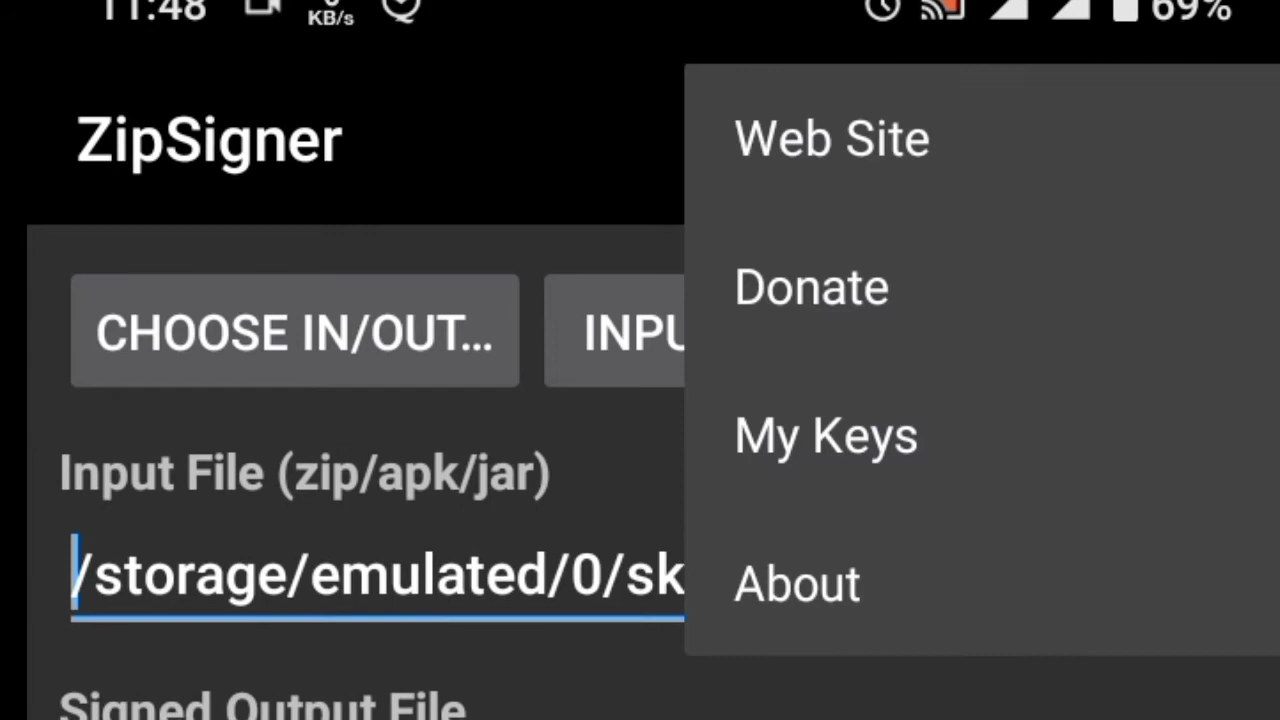 11:48
KB/s
69%
ZipSigner
Web Site
Donate
My Keys
About
CHOOSE IN/OUT...
INPU
Input File (zip/apk/jar)
/storage/emulated/0/sk
Signed Output File